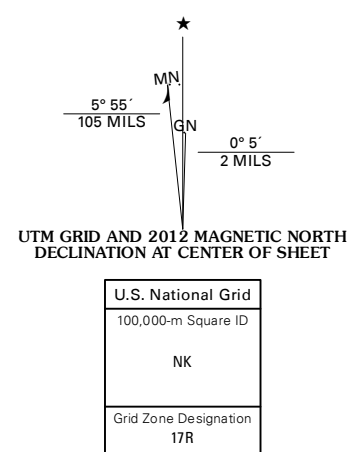 ★
M.N.
5° 55´
105 MILS
GN
0° 5´
2 MILS
UTM GRID AND 2012 MAGNETIC NORTH
DECLINATION AT CENTER OF SHEET
U.S. National Grid
100,000-m Square ID
NK
Grid Zone Designation
17R